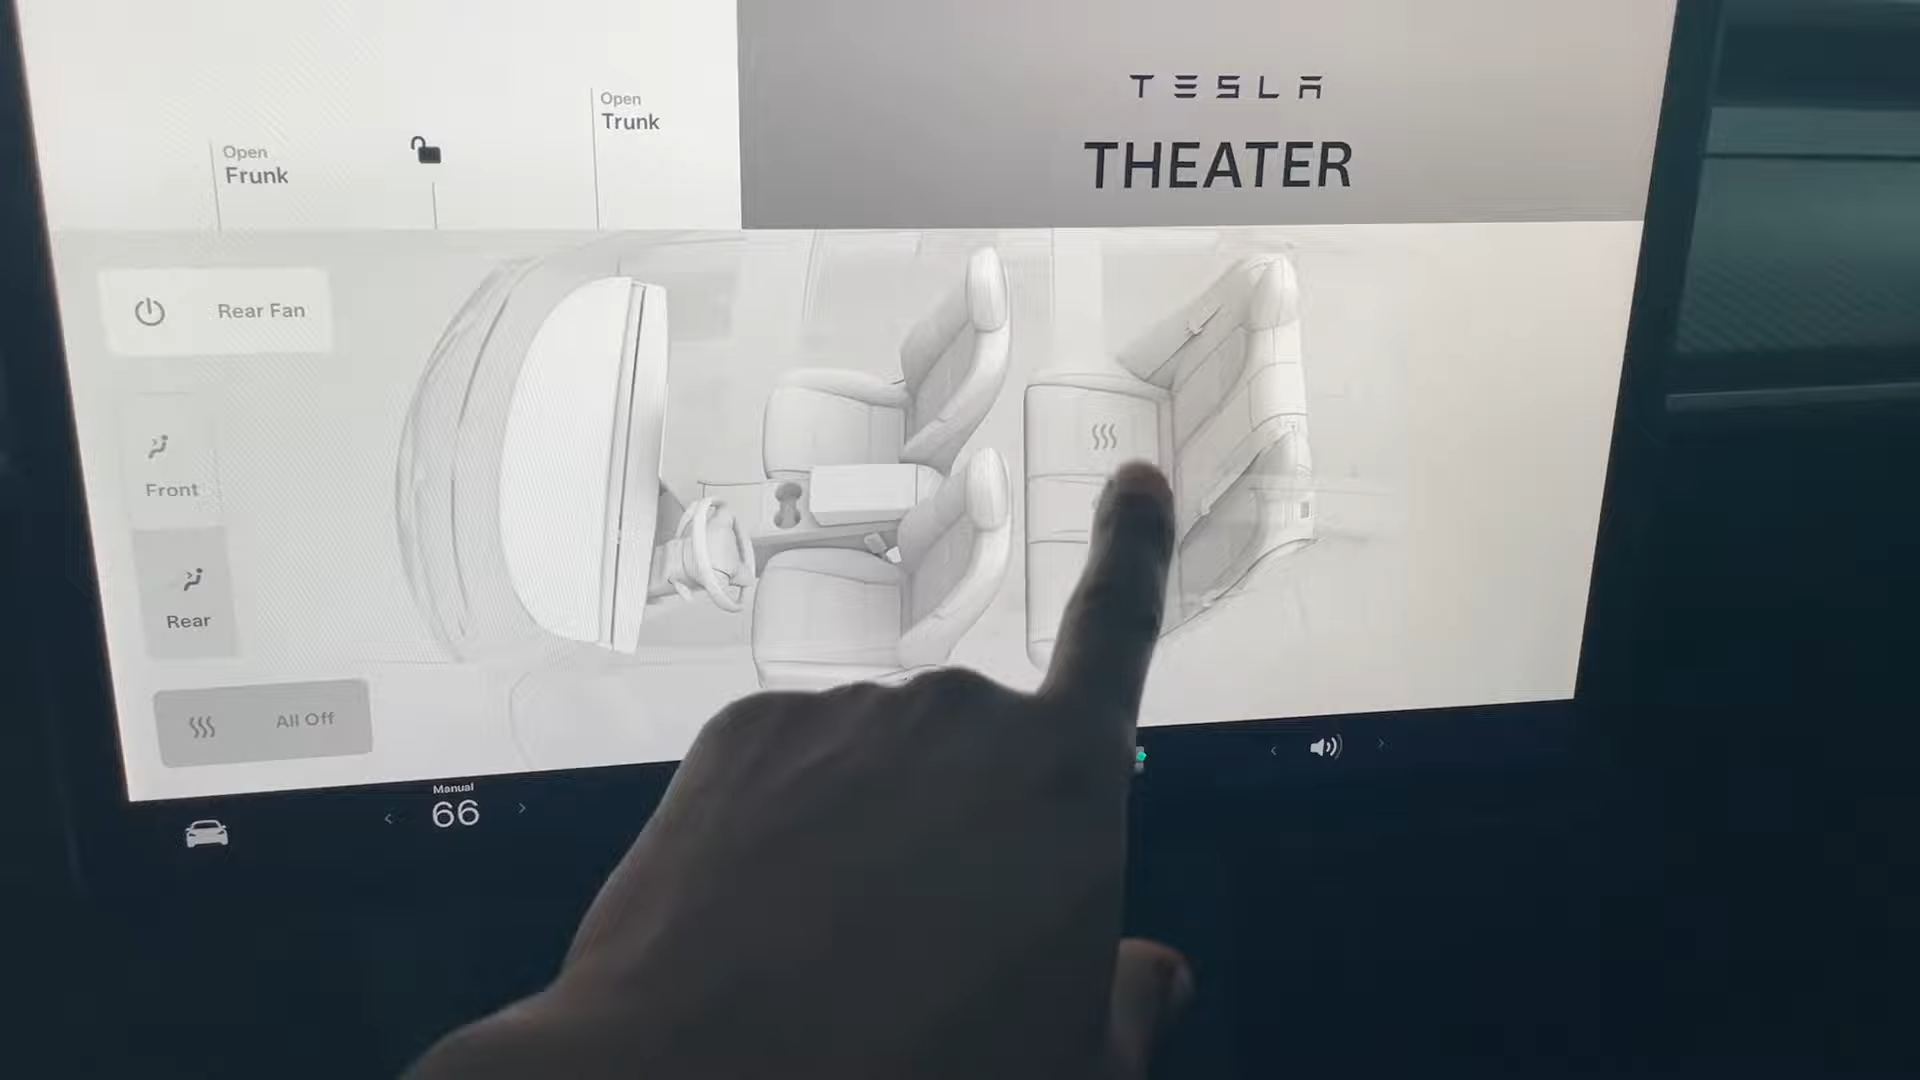 Open
Frunk
Open
Trunk
TESLA
THEATER
Rear Fan
Front
Rear
All Off
Manual
66